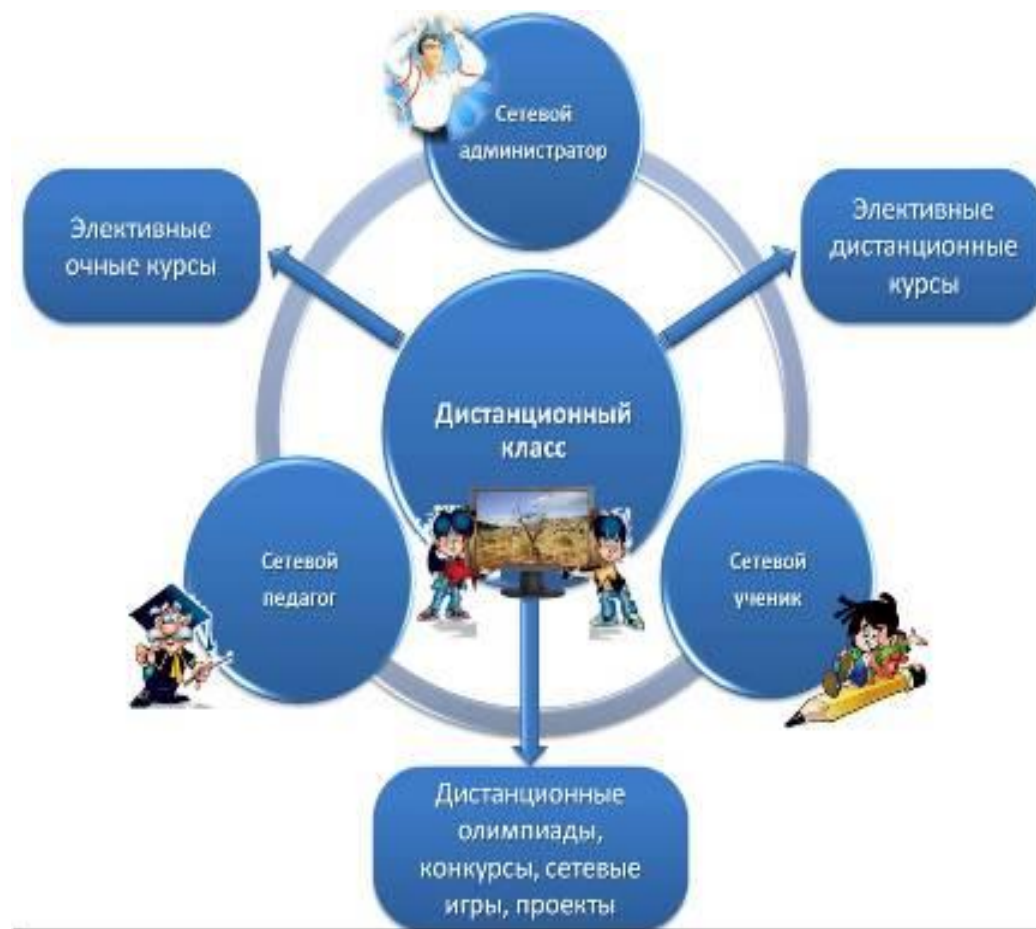 Сетевой
администратор
Элективные
очные курсы
Элективные
дистанционные
курсы
Дистанционный
класс
Сетевой
педагог
Сетевой
ученик
Дистанционные
олимпиады,
конкурсы, сетевые
игры, проекты